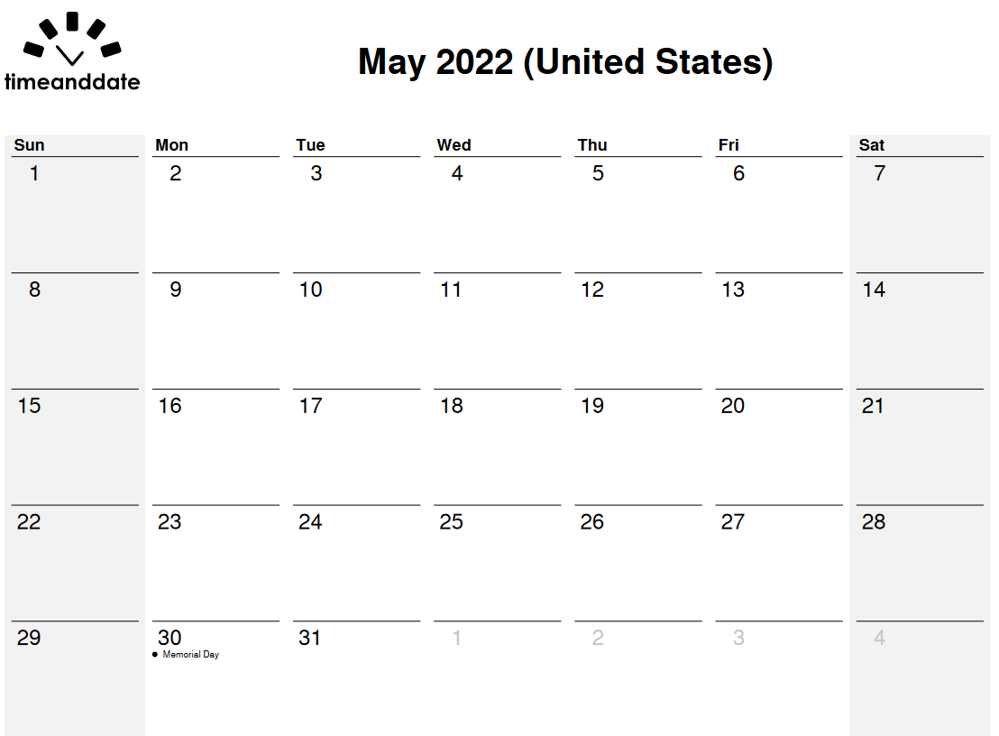 timeanddate
May 2022 (United States)
Sun Mon Tue Wed Thu Fri Sat
1 2 3 4 5 6 7
8 9 10 11 12 13 14
15 16 17 18 19 20 21
22 23 24 25 26 27 28
29 30 31 1 2 3 4
● Memorial Day